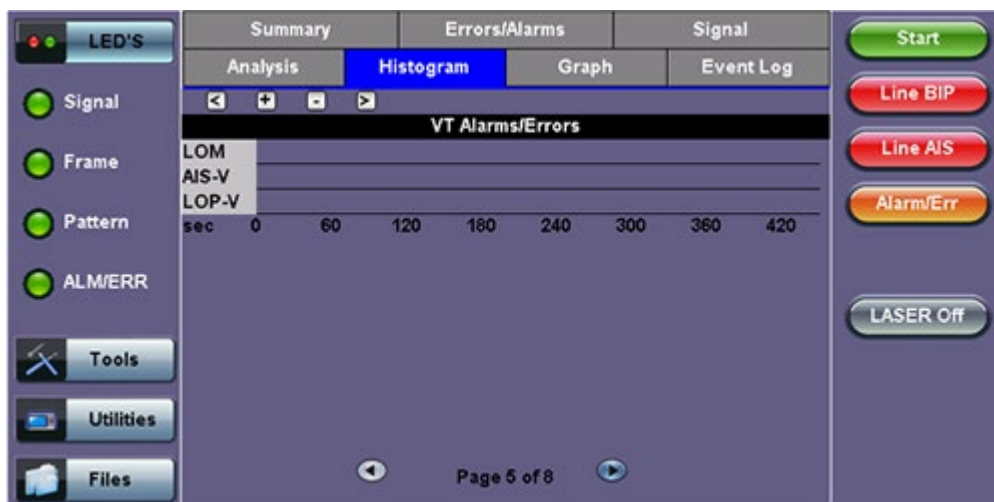 LED'S
Signal
Frame
Pattern
ALM/ERR
Tools
Utilities
Files
Summary Errors/Alarms Signal
Analysis Histogram Graph Event Log
< + - >
VT Alarms/Errors
LOM
AIS-V
LOP-V
sec 0 60 120 180 240 300 360 420
Page 5 of 8
Start
Line BIP
Line AIS
Alarm/Err
LASER Off